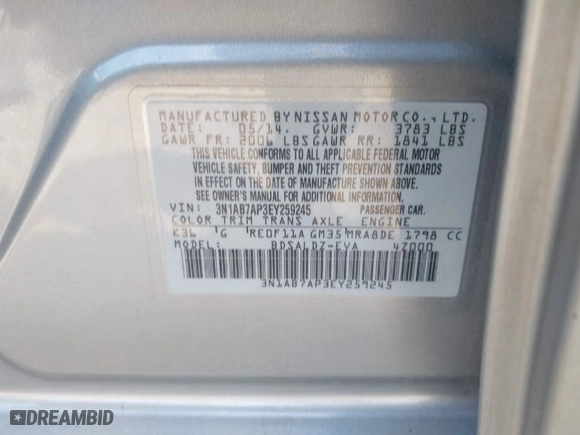 MANUFACTURED BY NISSAN MOTOR CO., LTD.
DATE: 05/14. GVWR: 3783 LBS
GAWR FR: 2006 LBS GAWR RR: 1841 LBS
THIS VEHICLE CONFORMS TO ALL APPLICABLE FEDERAL MOTOR
VEHICLE SAFETY, BUMPER, AND THEFT PREVENTION STANDARDS
IN EFFECT ON THE DATE OF MANUFACTURE SHOWN ABOVE.
SEE OWNER'S MANUAL FOR ADDITIONAL INFORMATION.
VIN: 3N1AB7AP3EY259245 PASSENGER CAR.
COLOR TRIM TRANS AXLE ENGINE
K36 G RE0F11A GM35 MRA8DE 1798 CC
MODEL: BDSALDZ-EVA 4Z000
3N1AB7AP3EY259245
DREAMBID